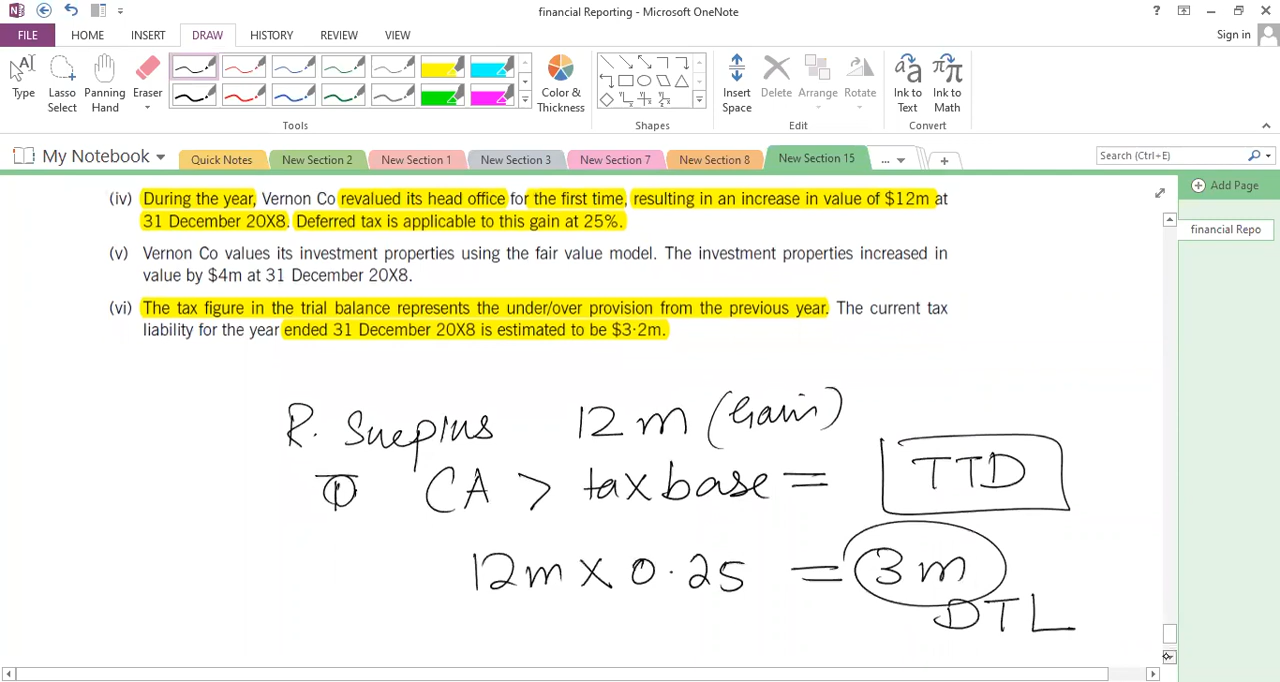 financial Reporting - Microsoft OneNote
?
FILE HOME INSERT DRAW HISTORY REVIEW VIEW
Sign in
Type
Lasso Select
Panning Hand
Eraser
Color & Thickness
Insert Space
Delete
Arrange
Rotate
Ink to Text
Ink to Math
Tools Shapes Edit Convert
My Notebook Quick Notes New Section 2 New Section 1 New Section 3 New Section 7 New Section 8 New Section 15 ... +
Search (Ctrl+E)
Add Page
financial Repo
(iv) During the year, Vernon Co revalued its head office for the first time, resulting in an increase in value of $12m at
31 December 20X8. Deferred tax is applicable to this gain at 25%.
(v) Vernon Co values its investment properties using the fair value model. The investment properties increased in
value by $4m at 31 December 20X8.
(vi) The tax figure in the trial balance represents the under/over provision from the previous year. The current tax
liability for the year ended 31 December 20X8 is estimated to be $3·2m.
R. Surplus 12m (Gain)
CA > tax base = TTD
12m X 0.25 = 3m
DTL